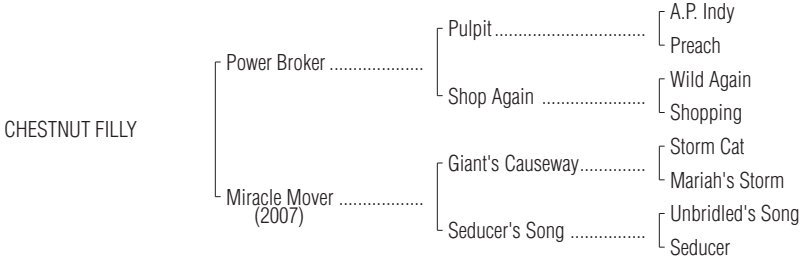 A.P. Indy
Pulpit..............................
Preach
Power Broker ...................
Wild Again
Shop Again .....................
Shopping
CHESTNUT FILLY
Storm Cat
Giant's Causeway.............
Mariah's Storm
Miracle Mover .................
(2007)
Unbridled's Song
Seducer's Song ...............
Seducer